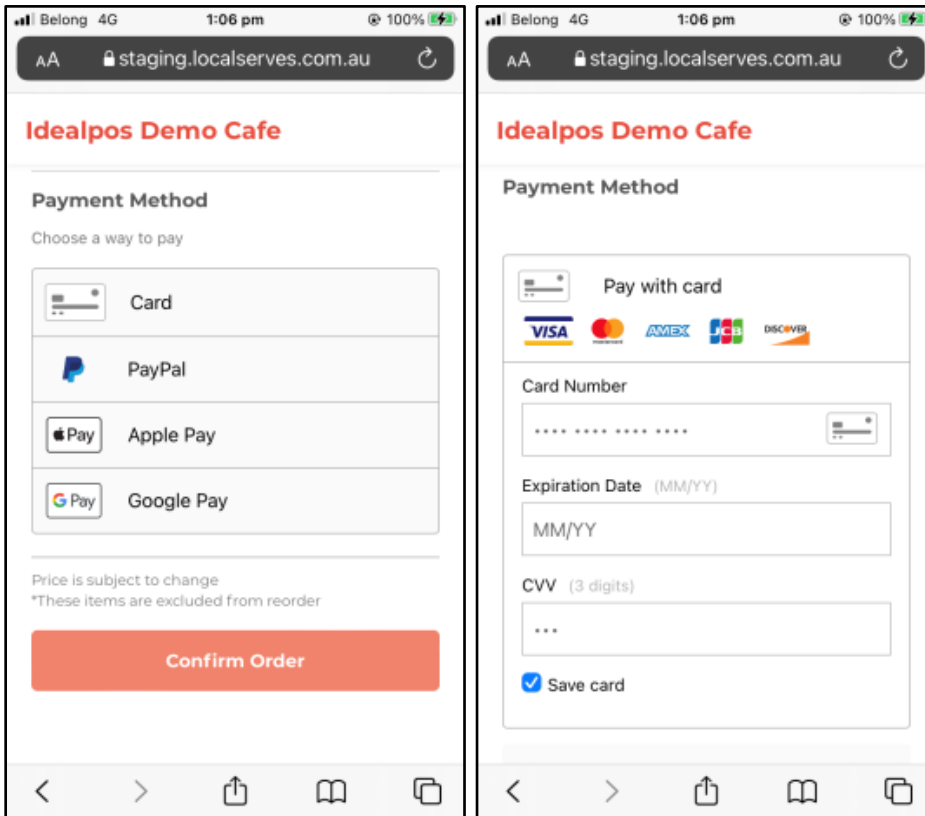 Belong 4G 1:06 pm 100%
AA staging.localserves.com.au
Idealpos Demo Cafe
Payment Method
Choose a way to pay
Card
PayPal
Pay Apple Pay
G Pay Google Pay
Price is subject to change
*These items are excluded from reorder
Confirm Order
Belong 4G 1:06 pm 100%
AA staging.localserves.com.au
Idealpos Demo Cafe
Payment Method
Pay with card
VISA mastercard AMEX JCB DISCOVER
Card Number
•••• •••• •••• ••••
Expiration Date (MM/YY)
MM/YY
CVV (3 digits)
•••
Save card